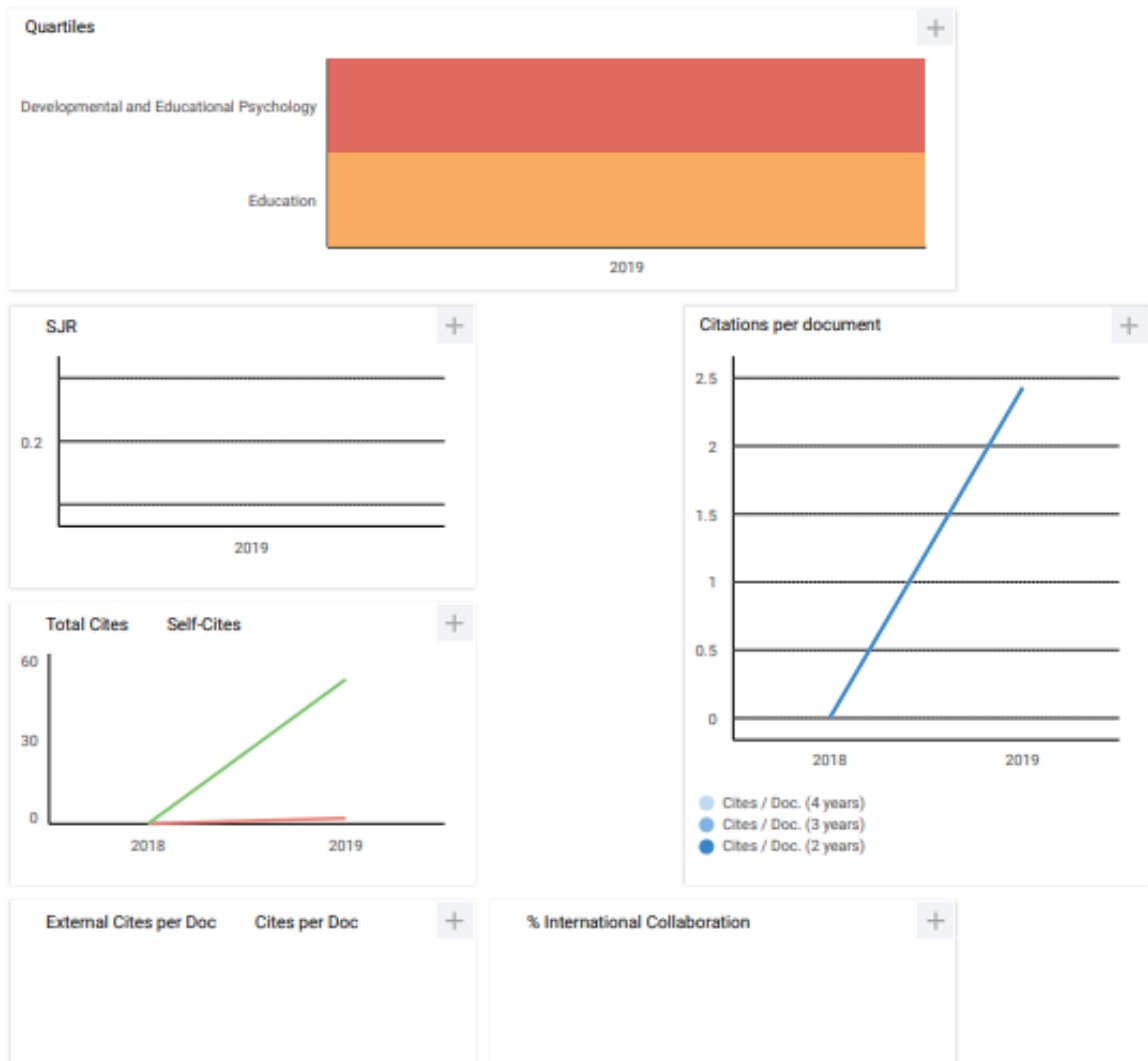 Quartiles
+
Developmental and Educational Psychology
Education
2019
SJR
+
0.2
2019
Citations per document
+
2.5
2
1.5
1
0.5
0
2018 2019
Cites / Doc. (4 years)
Cites / Doc. (3 years)
Cites / Doc. (2 years)
Total Cites Self-Cites
+
60
30
0
2018 2019
External Cites per Doc Cites per Doc
+
% International Collaboration
+